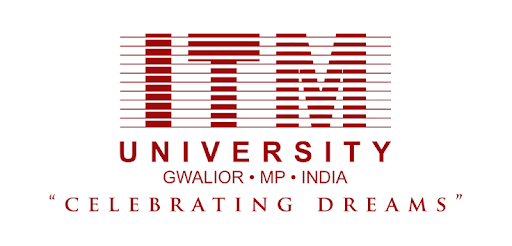 ITM
UNIVERSITY
GWALIOR • MP • INDIA
“CELEBRATING DREAMS”